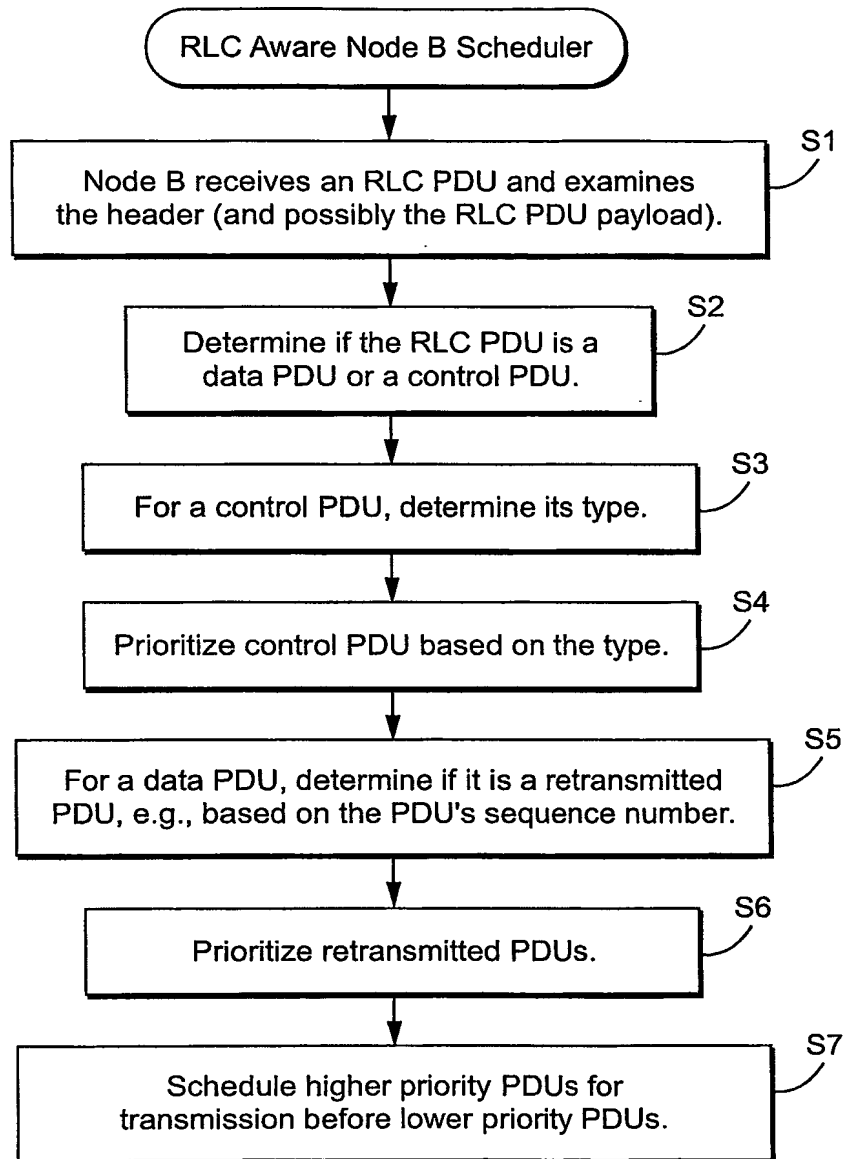 RLC Aware Node B Scheduler
S1
Node B receives an RLC PDU and examines
the header (and possibly the RLC PDU payload).
S2
Determine if the RLC PDU is a
data PDU or a control PDU.
S3
For a control PDU, determine its type.
S4
Prioritize control PDU based on the type.
S5
For a data PDU, determine if it is a retransmitted
PDU, e.g., based on the PDU's sequence number.
S6
Prioritize retransmitted PDUs.
S7
Schedule higher priority PDUs for
transmission before lower priority PDUs.